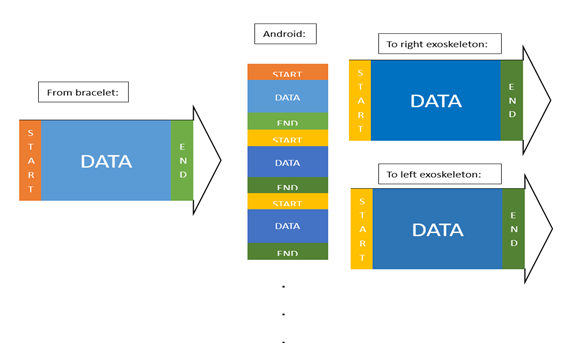 From bracelet:
START
DATA
END
Android:
START
DATA
END
START
DATA
END
START
DATA
END
To right exoskeleton:
START
DATA
END
To left exoskeleton:
START
DATA
END